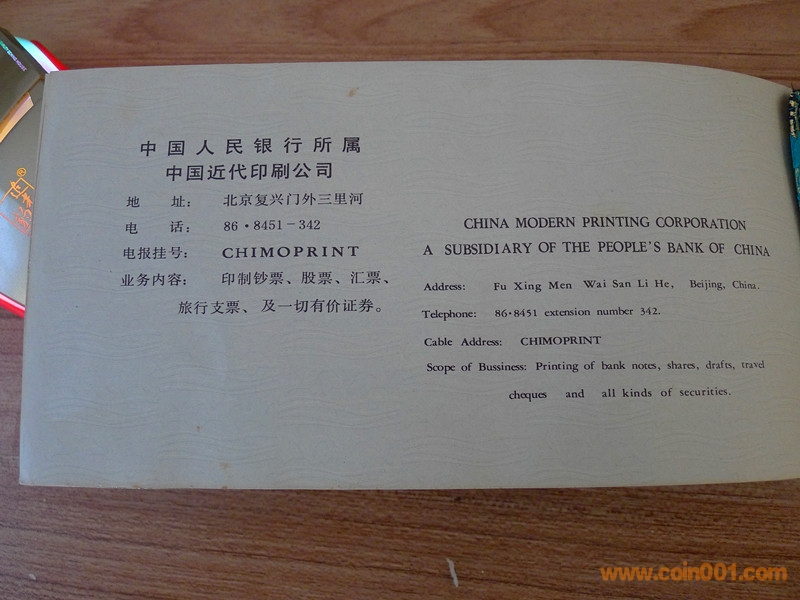 中国人民银行所属
中国近代印刷公司
地 址： 北京复兴门外三里河
电 话： 86·8451-342
电报挂号： CHIMOPRINT
业务内容： 印制钞票、股票、汇票、
旅行支票、及一切有价证券。
CHINA MODERN PRINTING CORPORATION
A SUBSIDIARY OF THE PEOPLE'S BANK OF CHINA
Address: Fu Xing Men Wai San Li He, Beijing, China.
Telephone: 86·8451 extension number 342.
Cable Address: CHIMOPRINT
Scope of Bussiness: Printing of bank notes, shares, drafts, travel
cheques and all kinds of securities.
www.coin001.com